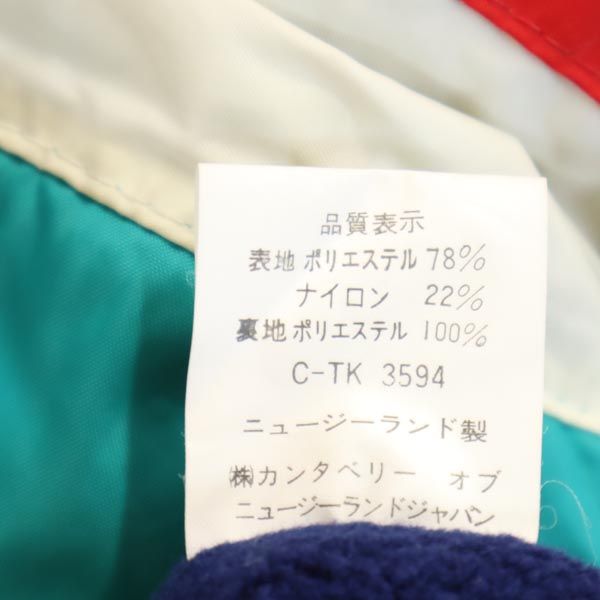 品質表示
表地 ポリエステル 78%
ナイロン 22%
裏地 ポリエステル 100%
C-TK 3594
ニュージーランド製
㈱カンタベリー オブ
ニュージーランドジャパン